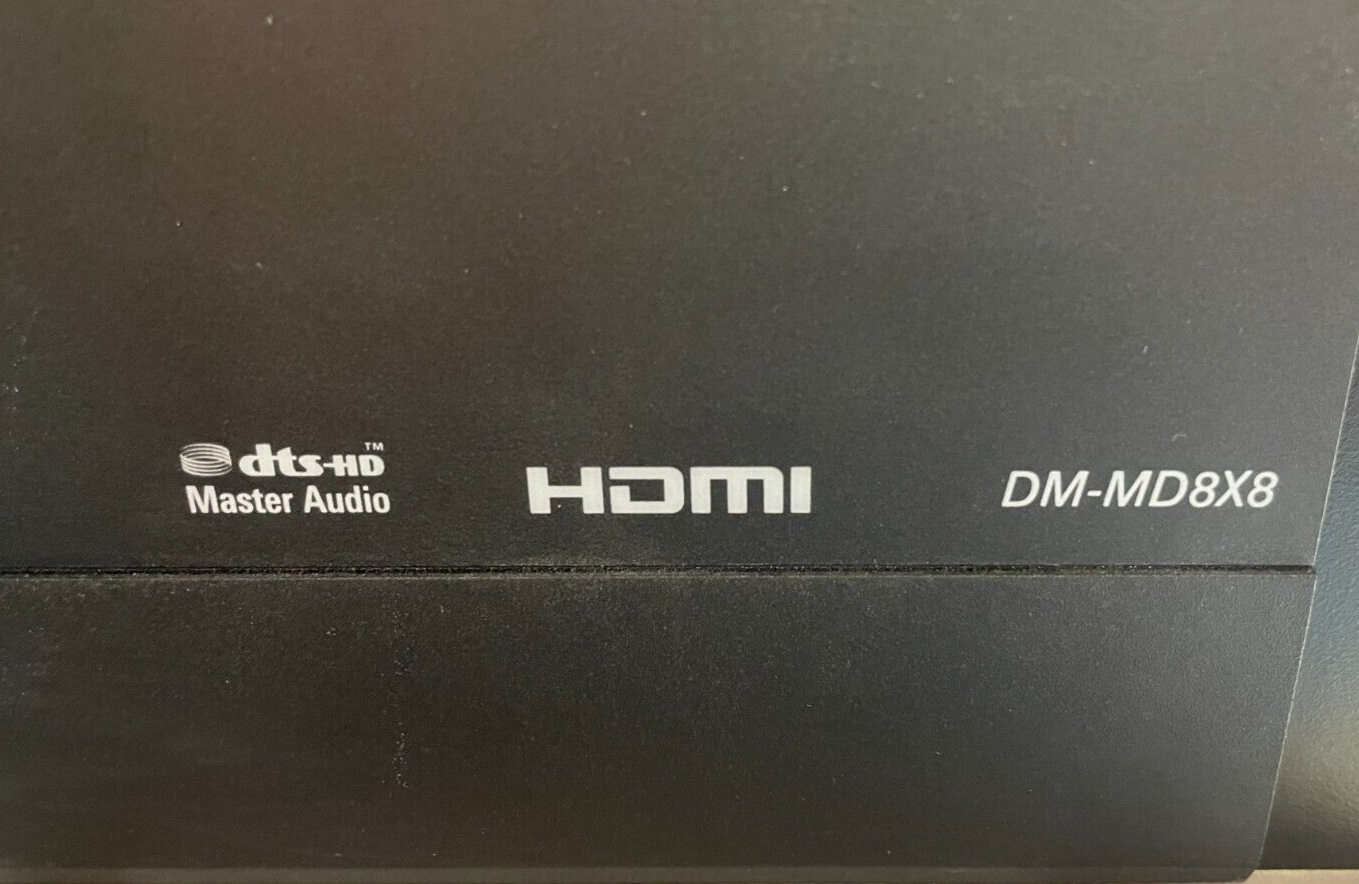 dts-HD™
Master Audio
HDMI
DM-MD8X8